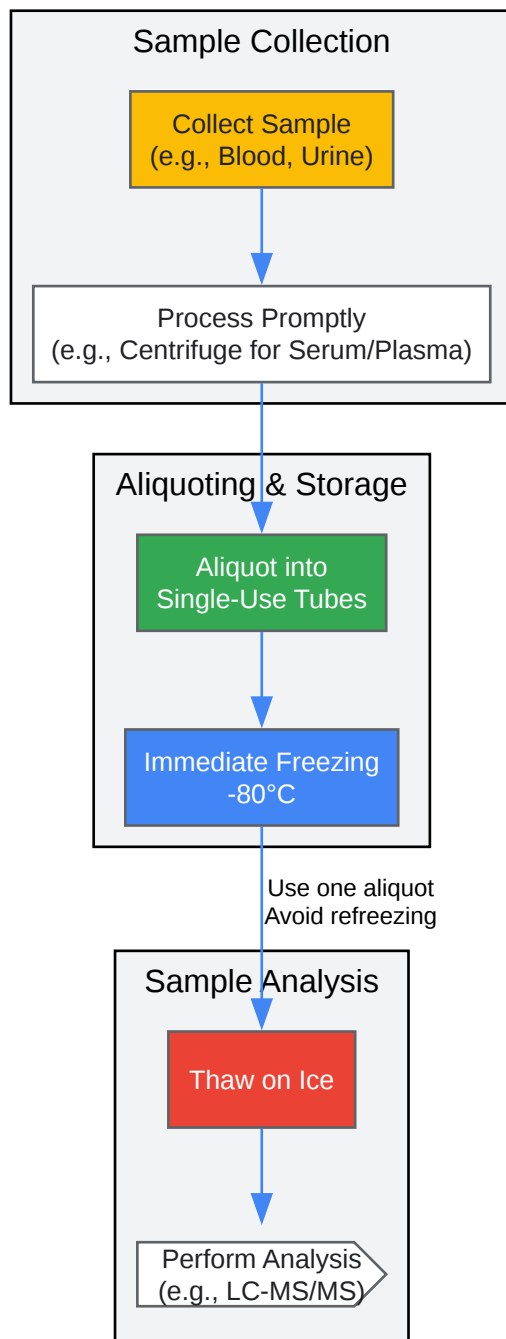 Sample Collection
Collect Sample
(e.g., Blood, Urine)
Process Promptly
(e.g., Centrifuge for Serum/Plasma)
Aliquoting & Storage
Aliquot into
Single-Use Tubes
Immediate Freezing
-80°C
Use one aliquot
Avoid refreezing
Sample Analysis
Thaw on Ice
Perform Analysis
(e.g., LC-MS/MS)